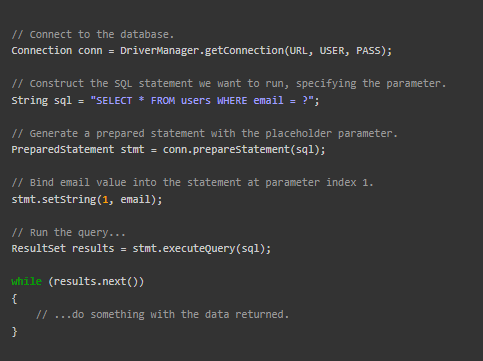 // Connect to the database.
Connection conn = DriverManager.getConnection(URL, USER, PASS);
// Construct the SQL statement we want to run, specifying the parameter.
String sql = "SELECT * FROM users WHERE email = ?";
// Generate a prepared statement with the placeholder parameter.
PreparedStatement stmt = conn.prepareStatement(sql);
// Bind email value into the statement at parameter index 1.
stmt.setString(1, email);
// Run the query...
ResultSet results = stmt.executeQuery(sql);
while (results.next())
{
    // ...do something with the data returned.
}